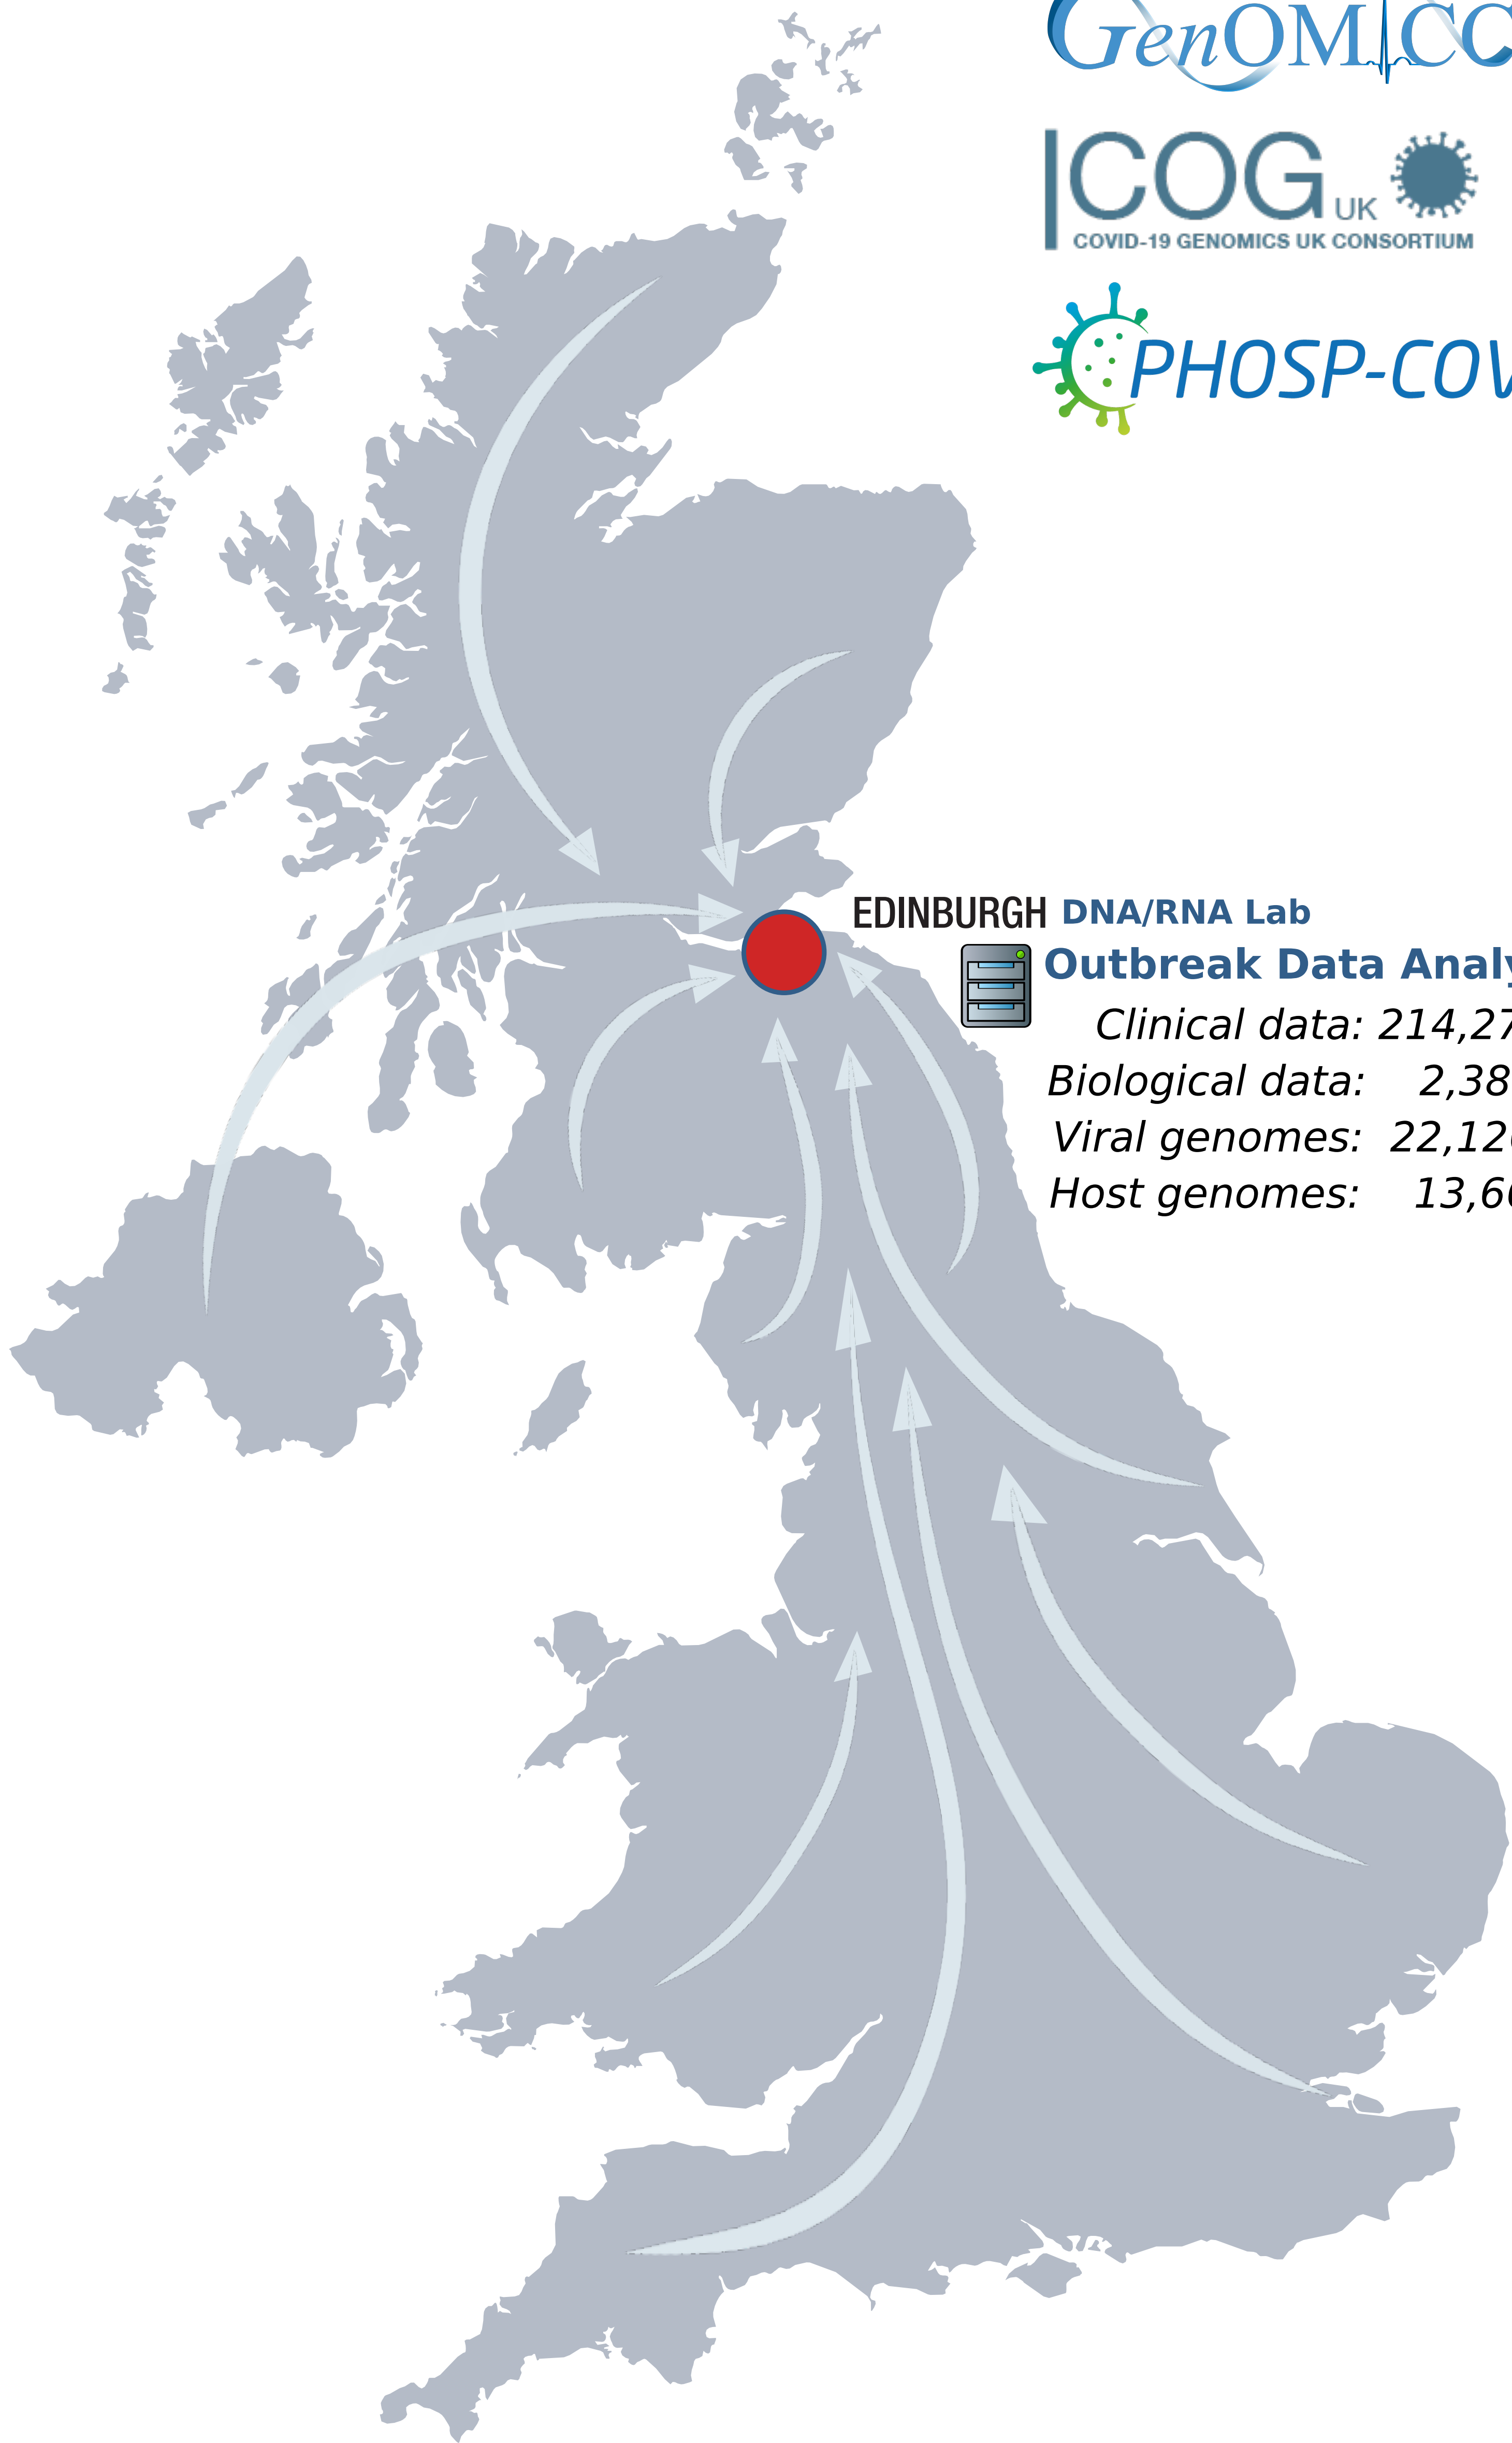 GenOMICC
COG UK
COVID-19 GENOMICS UK CONSORTIUM
PHOSP-COV
EDINBURGH DNA/RNA Lab
Outbreak Data Analy
Clinical data: 214,27
Biological data: 2,38
Viral genomes: 22,12
Host genomes: 13,6